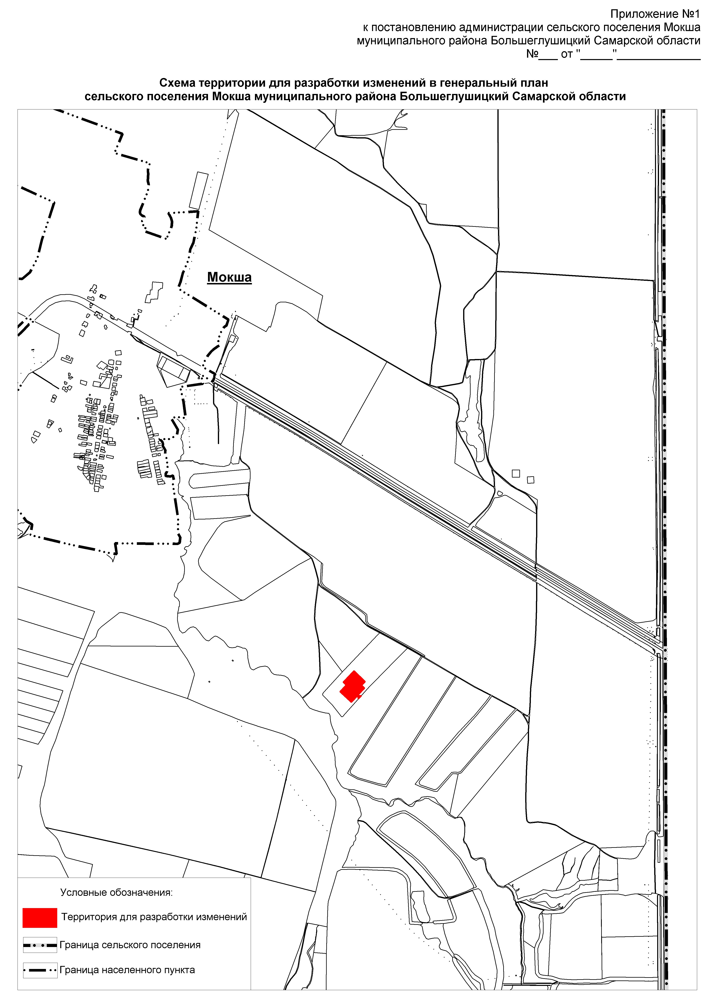 Приложение №1
к постановлению администрации сельского поселения Мокша
муниципального района Большеглушицкий Самарской области
№___ от "_____"_____________
Схема территории для разработки изменений в генеральный план
сельского поселения Мокша муниципального района Большеглушицкий Самарской области
Мокша
Условные обозначения:
Территория для разработки изменений
Граница сельского поселения
Граница населенного пункта